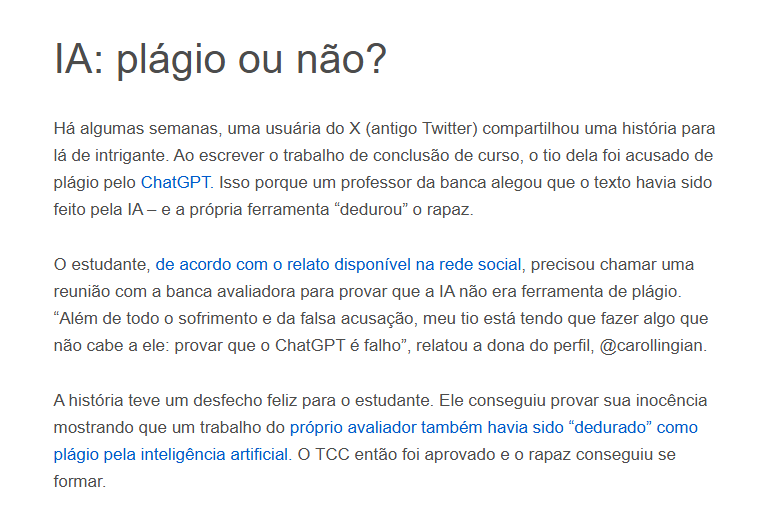 IA: plágio ou não?
Há algumas semanas, uma usuária do X (antigo Twitter) compartilhou uma história para
lá de intrigante. Ao escrever o trabalho de conclusão de curso, o tio dela foi acusado de
plágio pelo ChatGPT. Isso porque um professor da banca alegou que o texto havia sido
feito pela IA – e a própria ferramenta “dedurou” o rapaz.
O estudante, de acordo com o relato disponível na rede social, precisou chamar uma
reunião com a banca avaliadora para provar que a IA não era ferramenta de plágio.
“Além de todo o sofrimento e da falsa acusação, meu tio está tendo que fazer algo que
não cabe a ele: provar que o ChatGPT é falho”, relatou a dona do perfil, @carollingian.
A história teve um desfecho feliz para o estudante. Ele conseguiu provar sua inocência
mostrando que um trabalho do próprio avaliador também havia sido “dedurado” como
plágio pela inteligência artificial. O TCC então foi aprovado e o rapaz conseguiu se
formar.